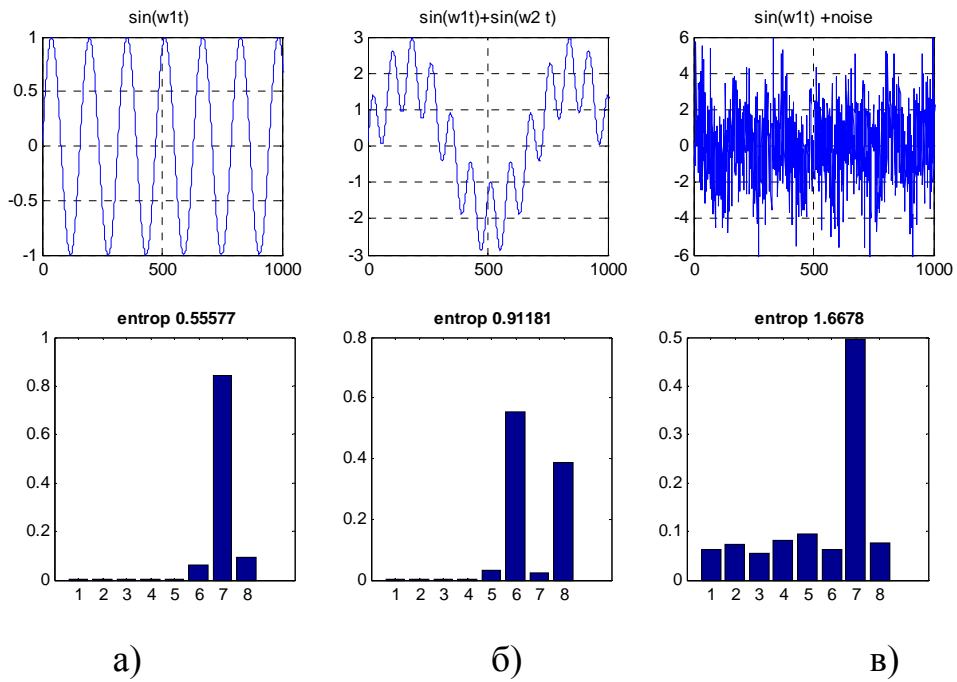 sin(w1t) sin(w1t)+sin(w2 t) sin(w1t) +noise
1 3 6
0.5 2 4
1 2
0 0 0
-0.5 -1 -2
-2 -4
-1 -3 -6
0 500 1000 0 500 1000 0 500 1000
entrop 0.55577 entrop 0.91181 entrop 1.6678
1 0.8 0.5
0.8 0.6 0.4
0.6 0.4 0.3
0.4 0.2
0.2 0.2 0.1
0 0 0
1 2 3 4 5 6 7 8 1 2 3 4 5 6 7 8 1 2 3 4 5 6 7 8
а) б) в)